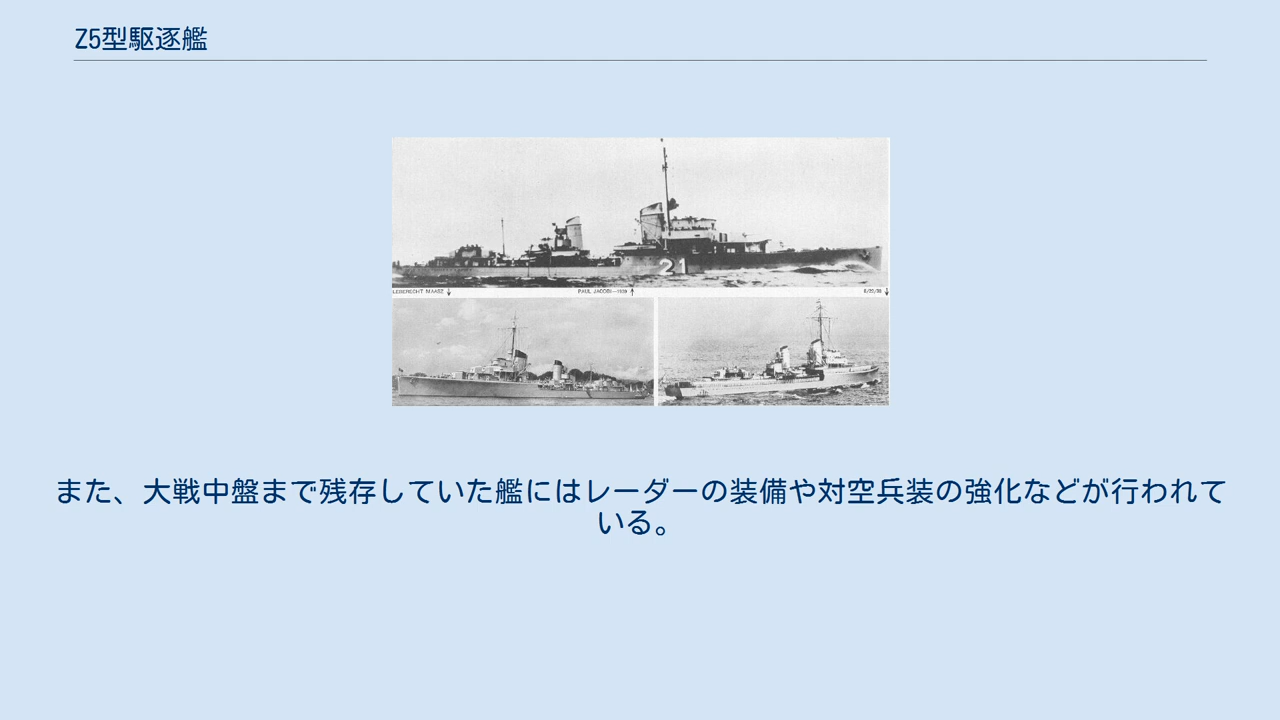 Z5型駆逐艦
21
LEBERECHT MAASS
PAUL JACOBI—1939
また、大戦中盤まで残存していた艦にはレーダーの装備や対空兵装の強化などが行われて
いる。